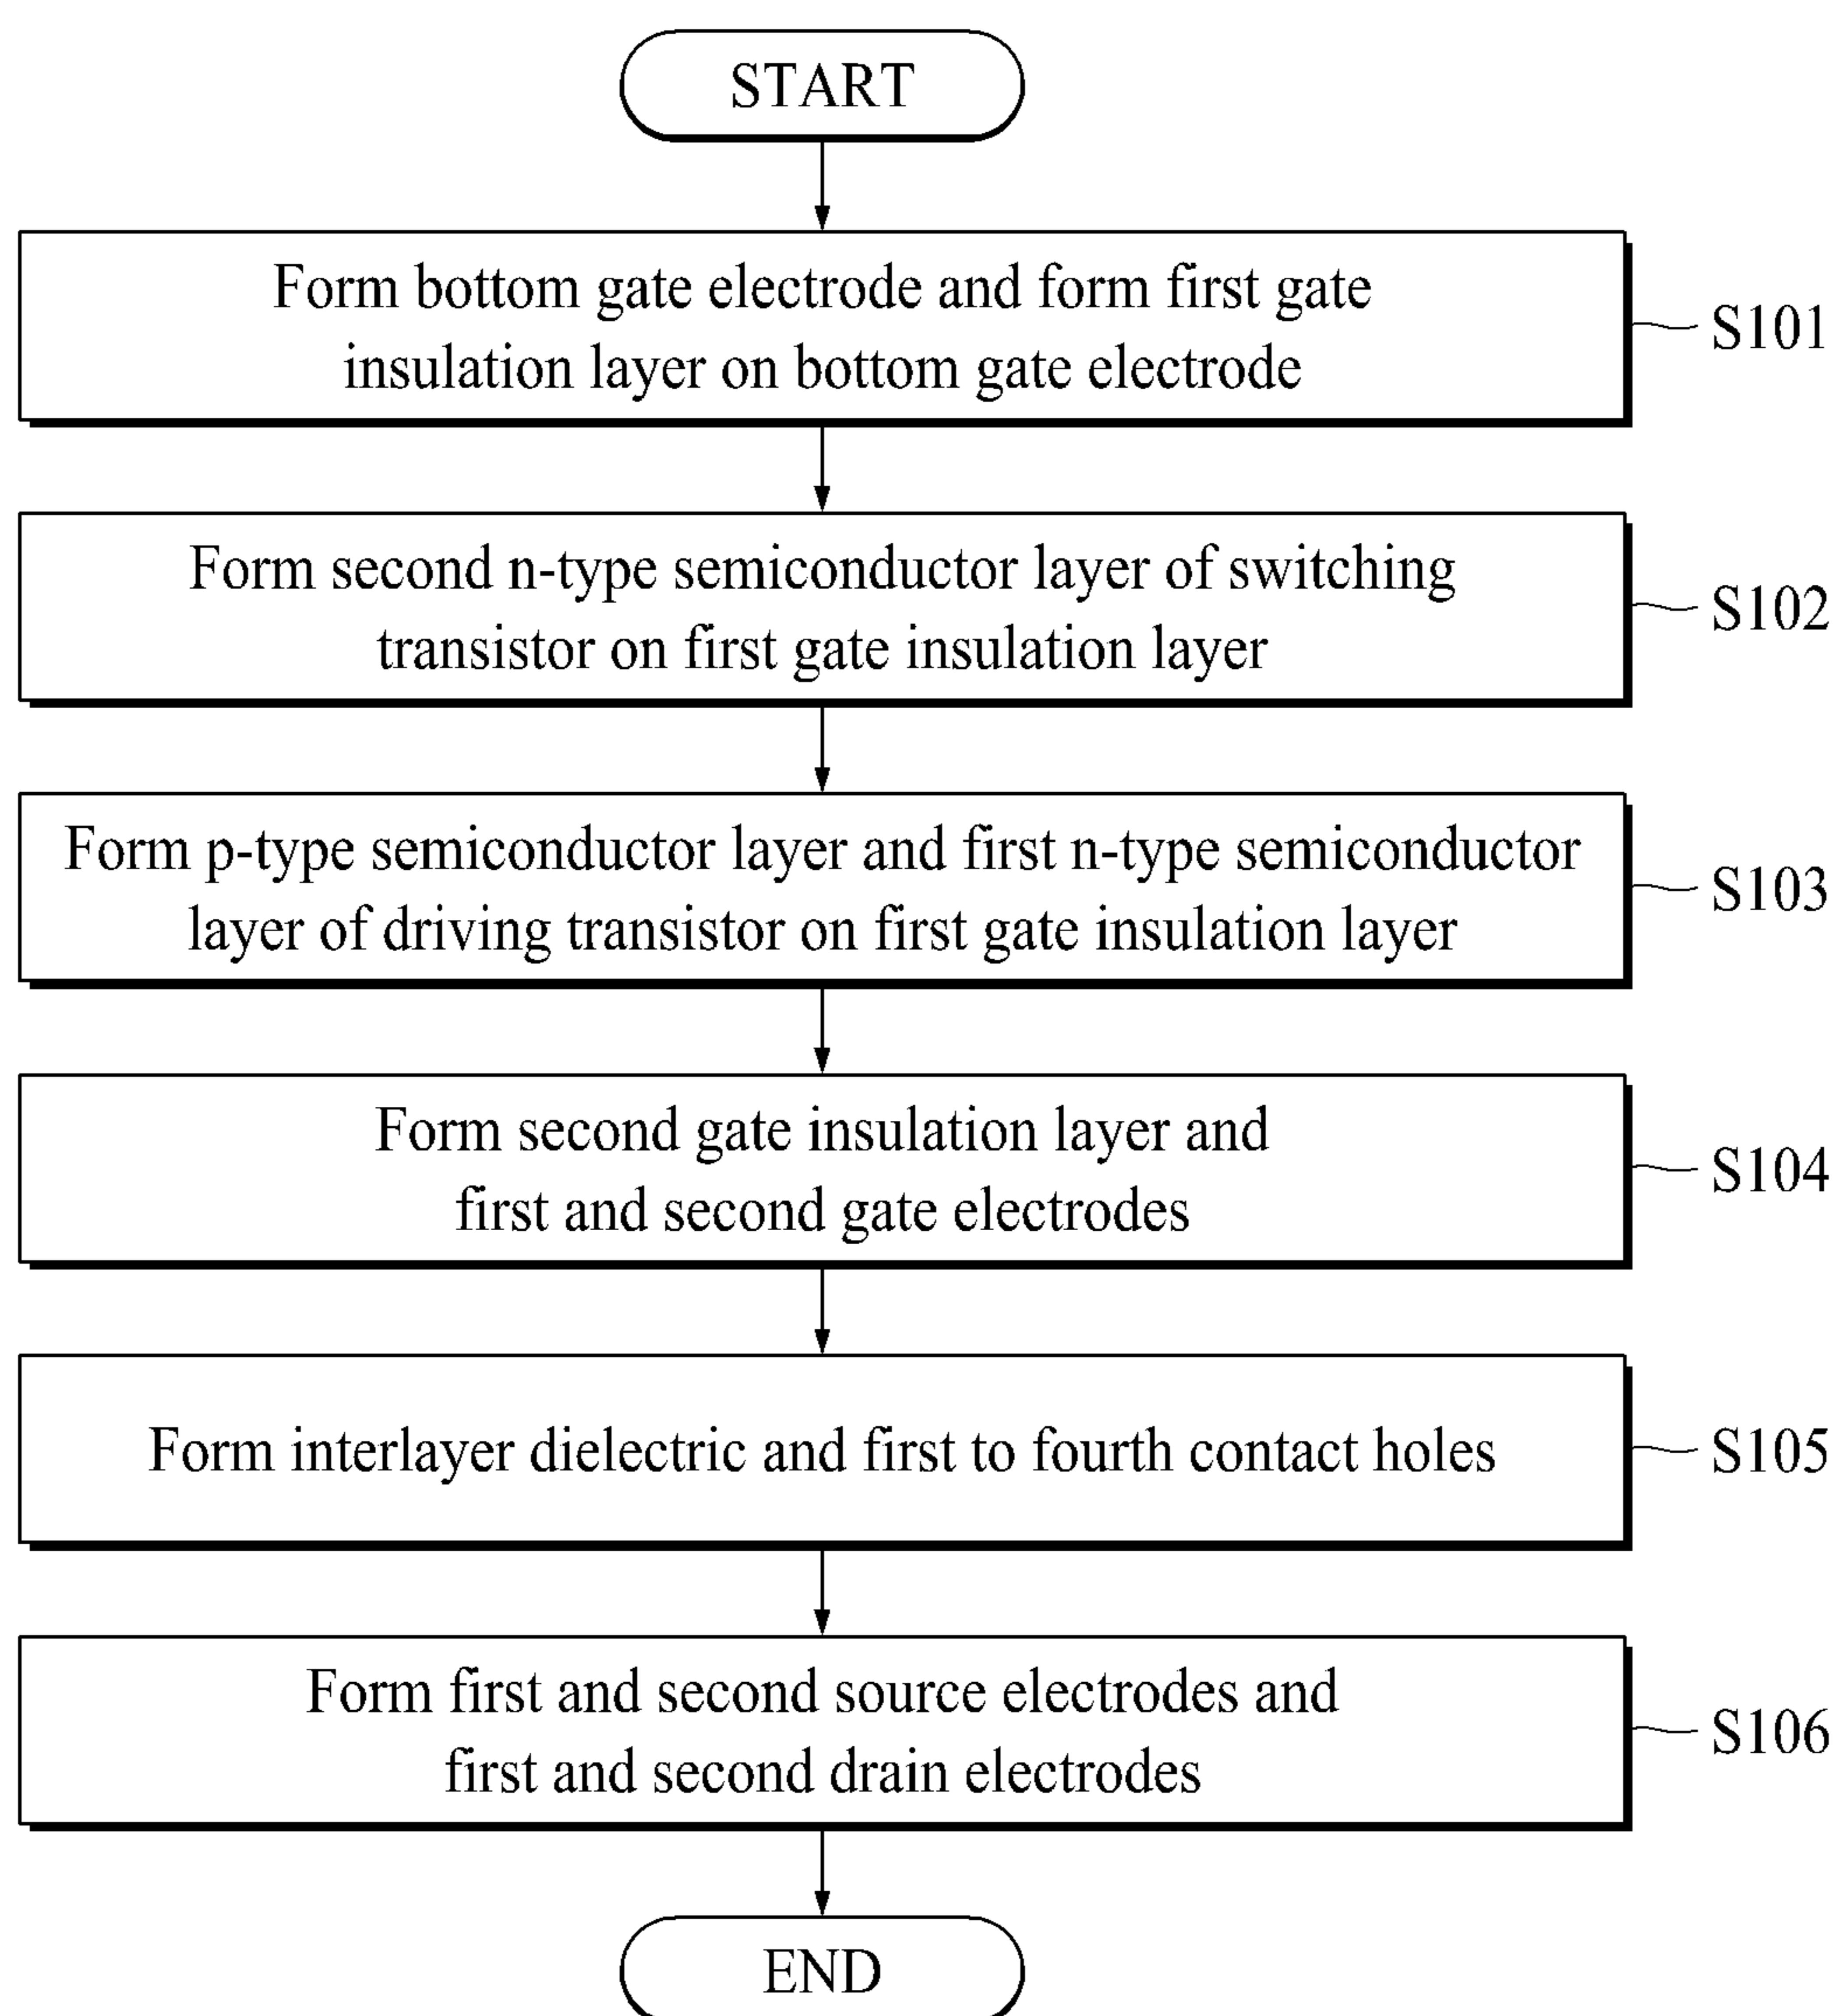 START
Form bottom gate electrode and form first gate
insulation layer on bottom gate electrode
S101
Form second n-type semiconductor layer of switching
transistor on first gate insulation layer
S102
Form p-type semiconductor layer and first n-type semiconductor
layer of driving transistor on first gate insulation layer
S103
Form second gate insulation layer and
first and second gate electrodes
S104
Form interlayer dielectric and first to fourth contact holes
S105
Form first and second source electrodes and
first and second drain electrodes
S106
END